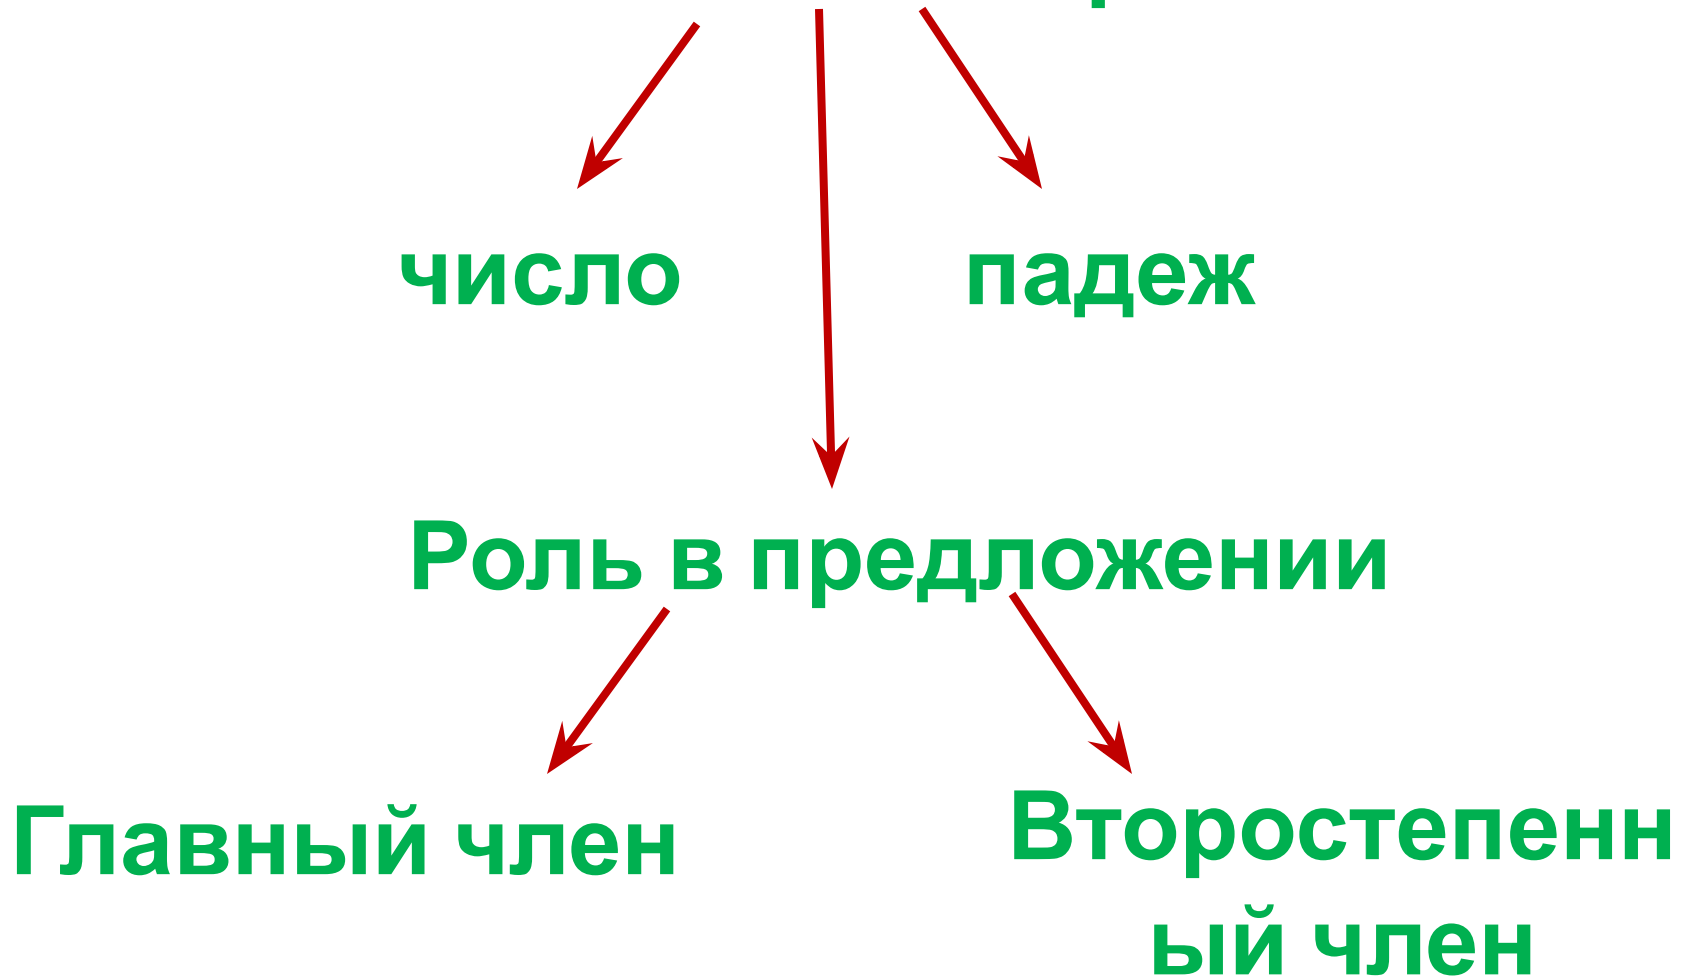 число падеж
Роль в предложении
Главный член
Второстепенн
ый член